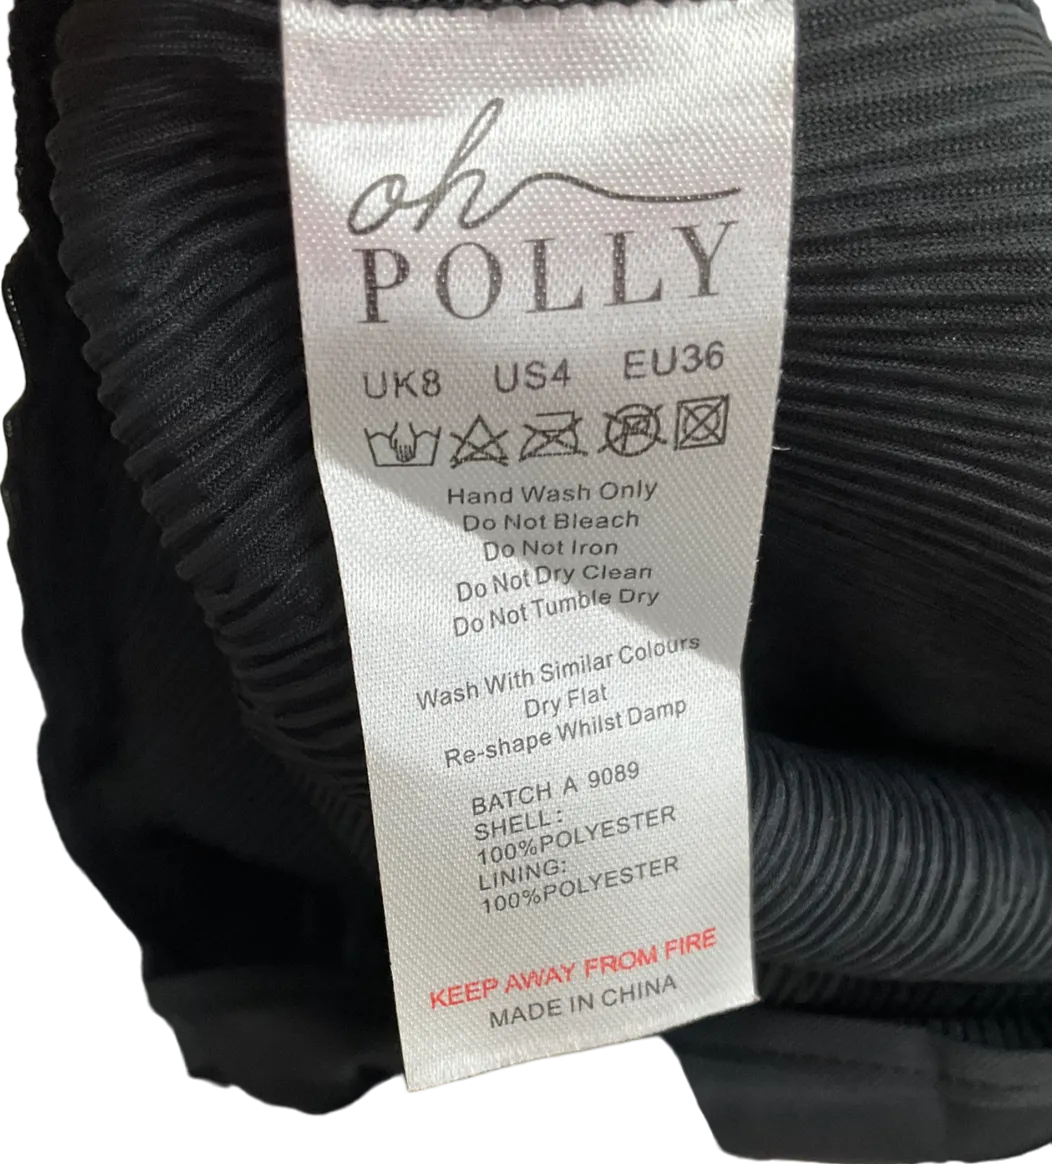 oh
POLLY
UK8 US4 EU36
P
Hand Wash Only
Do Not Bleach
Do Not Iron
Do Not Dry Clean
Do Not Tumble Dry
Wash With Similar Colours
Dry Flat
Re-shape Whilst Damp
BATCH A 9089
SHELL:
100%POLYESTER
LINING:
100%POLYESTER
KEEP AWAY FROM FIRE
MADE IN CHINA